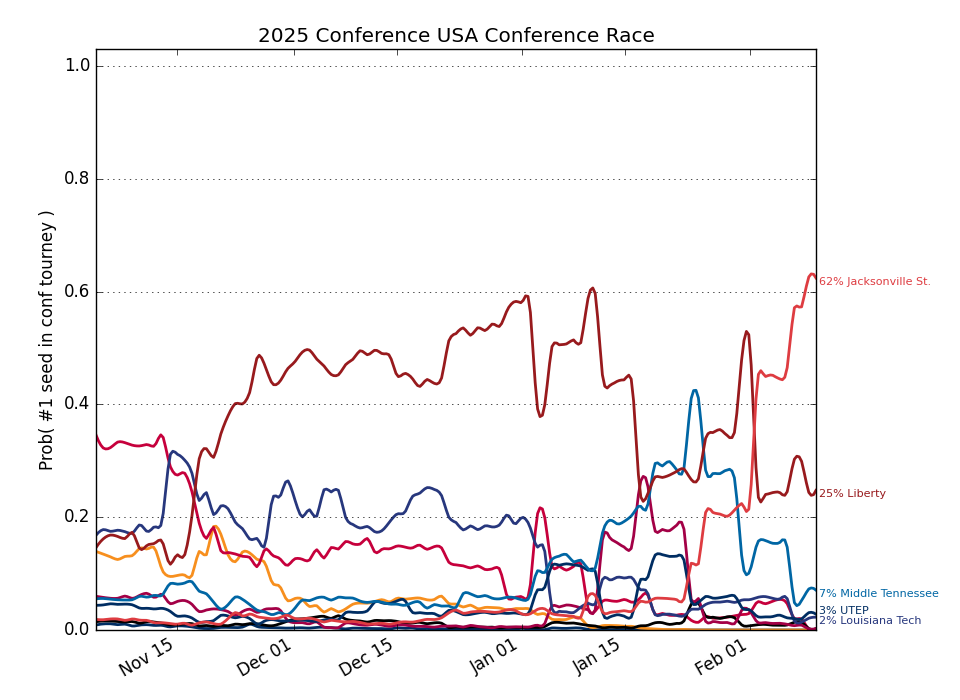 2025 Conference USA Conference Race
Prob( #1 seed in conf tourney )
1.0
0.8
0.6
0.4
0.2
0.0
62% Jacksonville St.
25% Liberty
7% Middle Tennessee
3% UTEP
2% Louisiana Tech
Nov 15
Dec 01
Dec 15
Jan 01
Jan 15
Feb 01